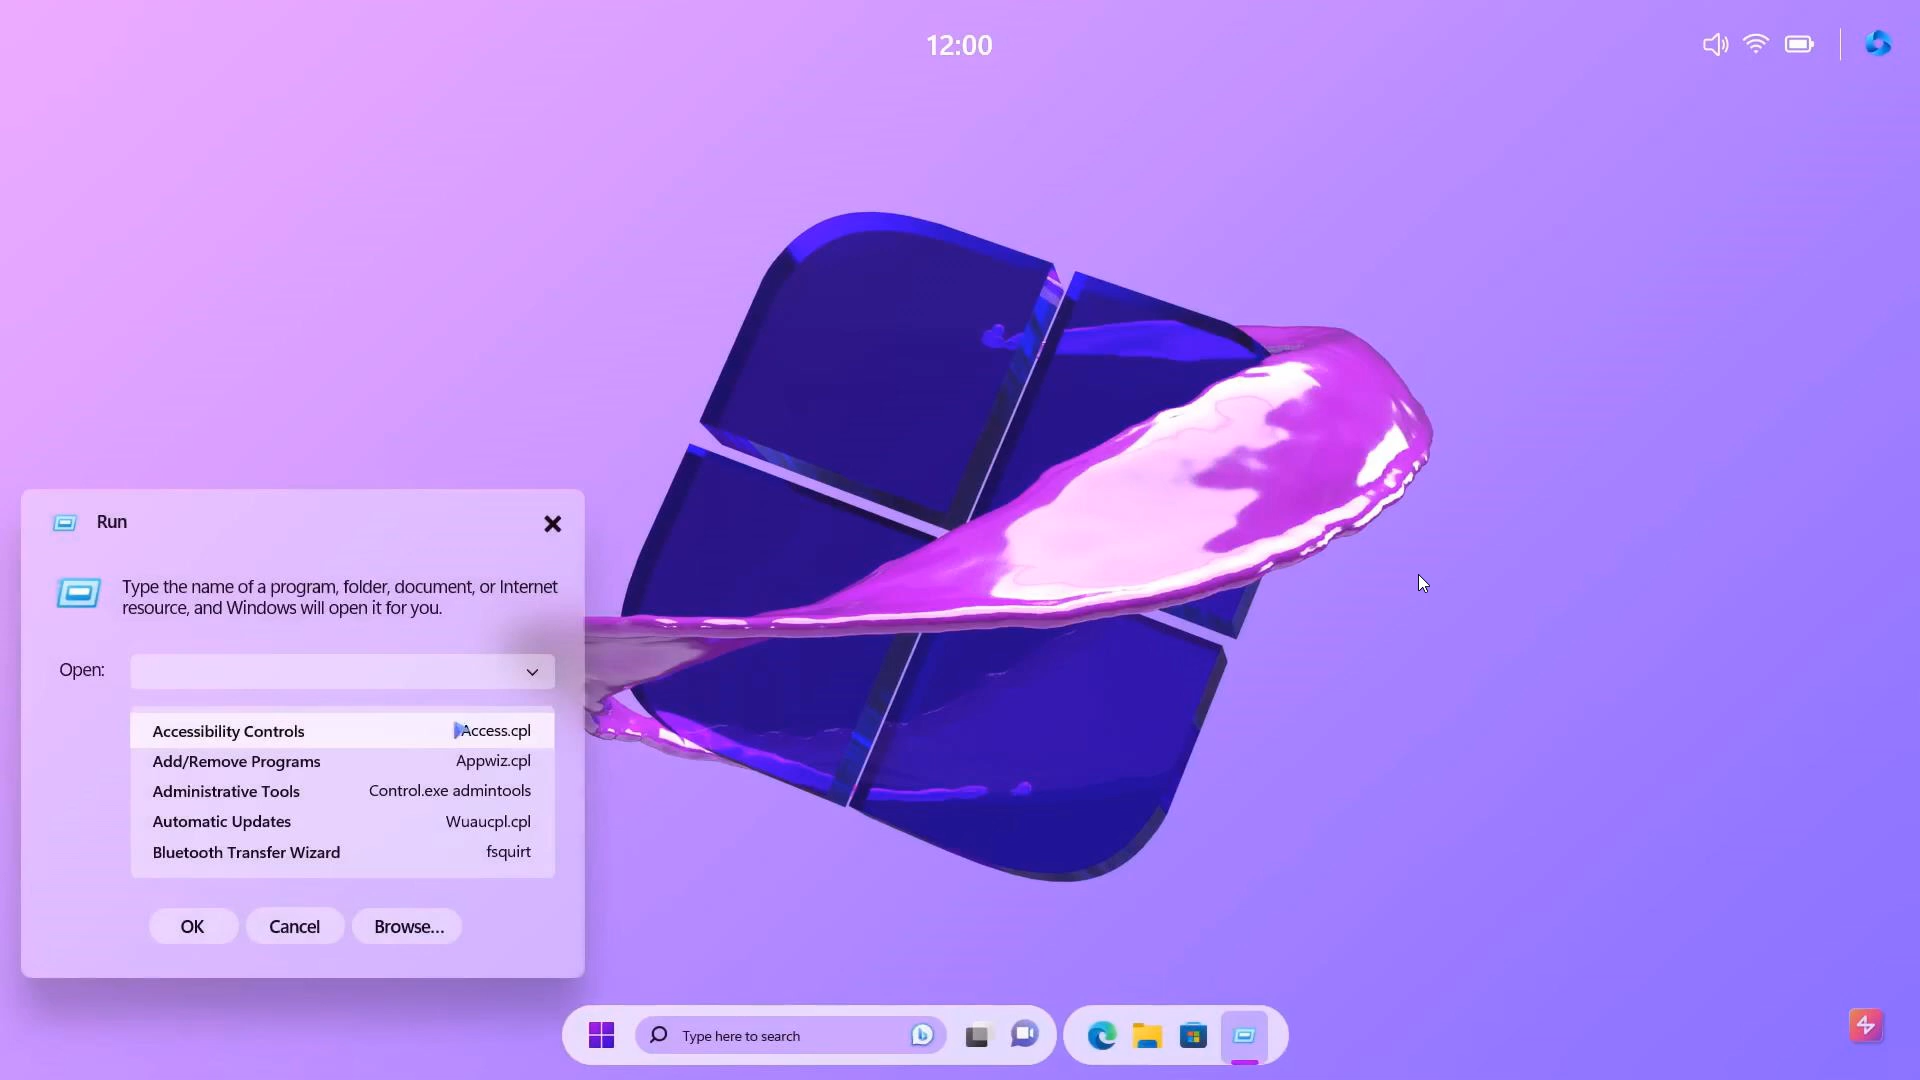 12:00
Run
Type the name of a program, folder, document, or Internet
resource, and Windows will open it for you.
Open:
Accessibility Controls Access.cpl
Add/Remove Programs Appwiz.cpl
Administrative Tools Control.exe admintools
Automatic Updates Wuaucpl.cpl
Bluetooth Transfer Wizard fsquirt
OK Cancel Browse...
Type here to search